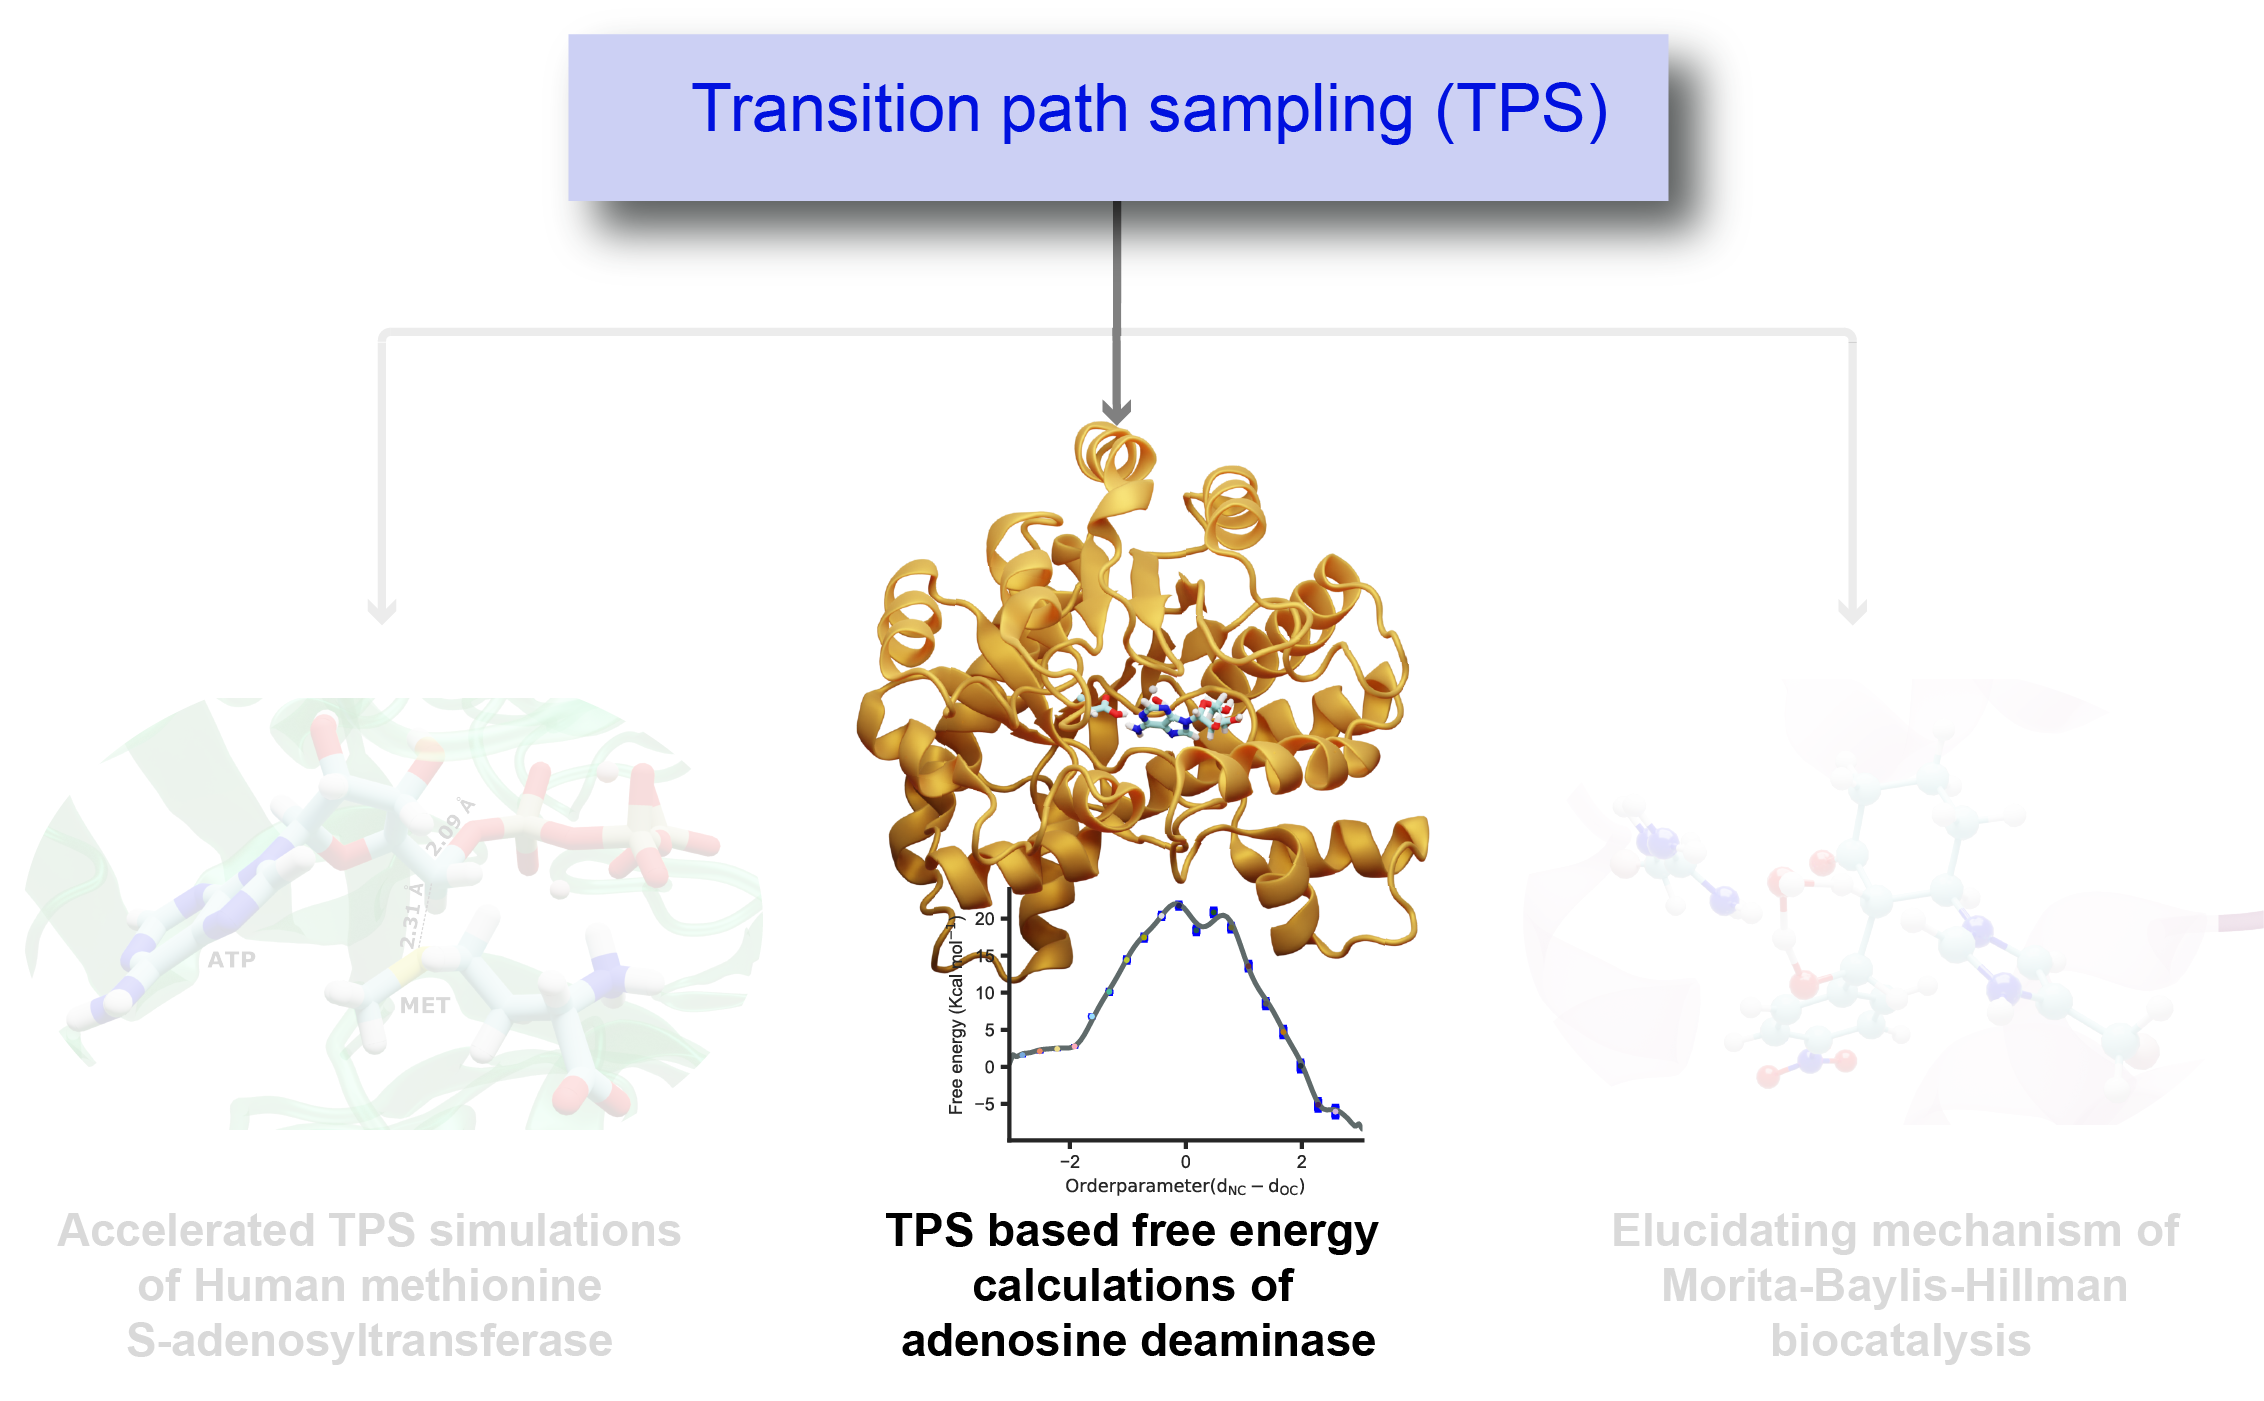 Transition path sampling (TPS)
2.09 Å
2.31 Å
ATP
MET
Free energy (Kcal mol⁻¹)
20
15
10
5
0
−5
−2
0
2
Orderparameter(dNC − dOC)
Accelerated TPS simulations
of Human methionine
S-adenosyltransferase
TPS based free energy
calculations of
adenosine deaminase
Elucidating mechanism of
Morita-Baylis-Hillman
biocatalysis